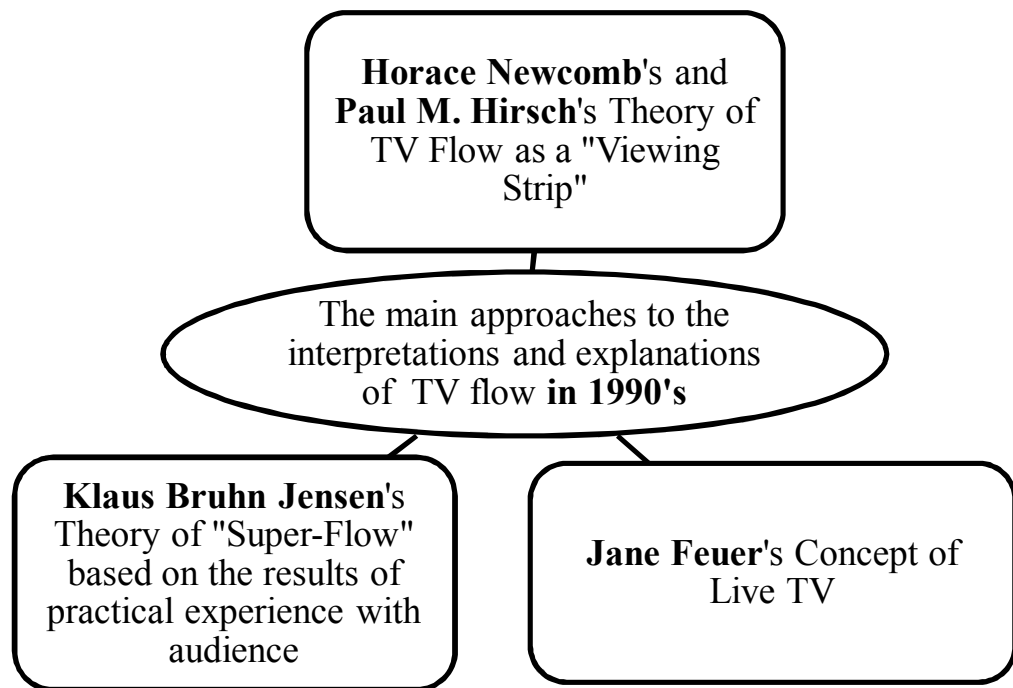 Horace Newcomb's and
Paul M. Hirsch's Theory of
TV Flow as a "Viewing
Strip"
The main approaches to the
interpretations and explanations
of TV flow in 1990's
Klaus Bruhn Jensen's
Theory of "Super-Flow"
based on the results of
practical experience with
audience
Jane Feuer's Concept of
Live TV